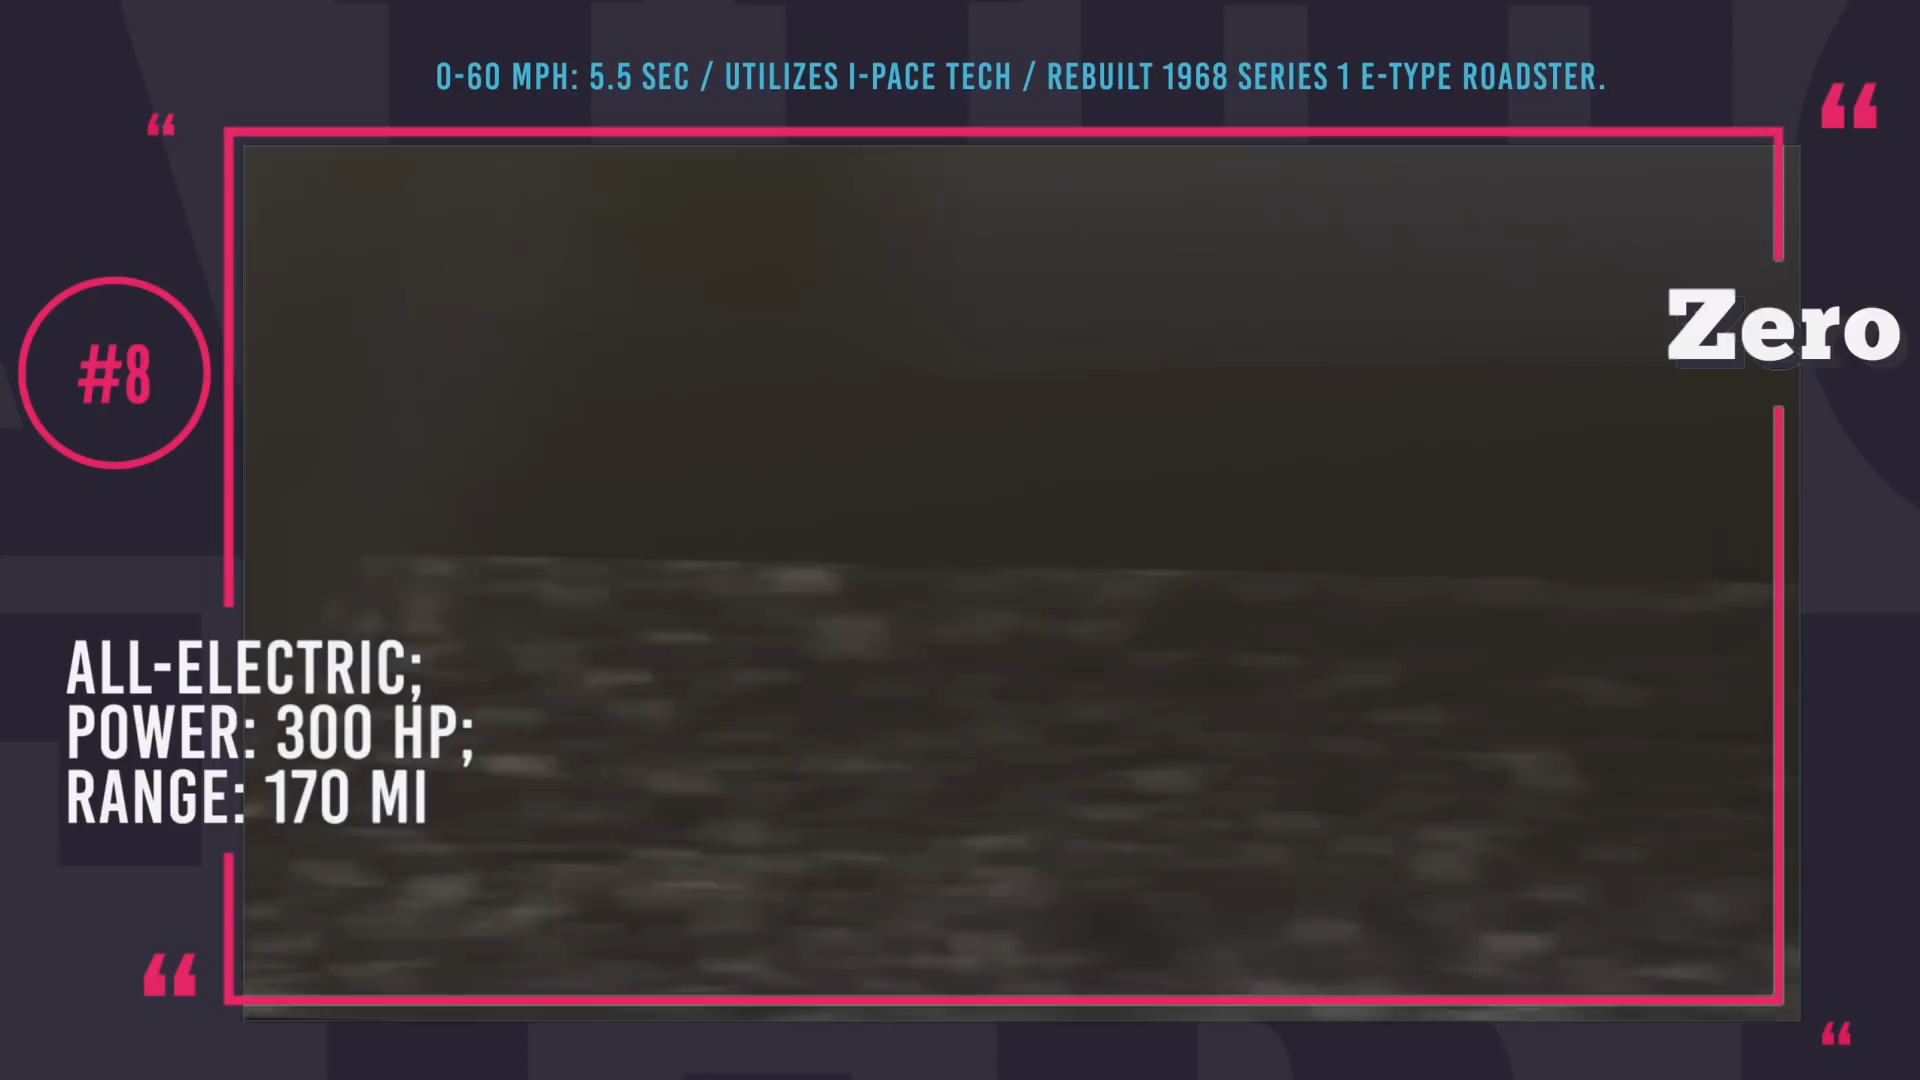 0-60 MPH: 5.5 SEC / UTILIZES I-PACE TECH / REBUILT 1968 SERIES 1 E-TYPE ROADSTER.
Zero
#8
ALL-ELECTRIC;
POWER: 300 HP;
RANGE: 170 MI